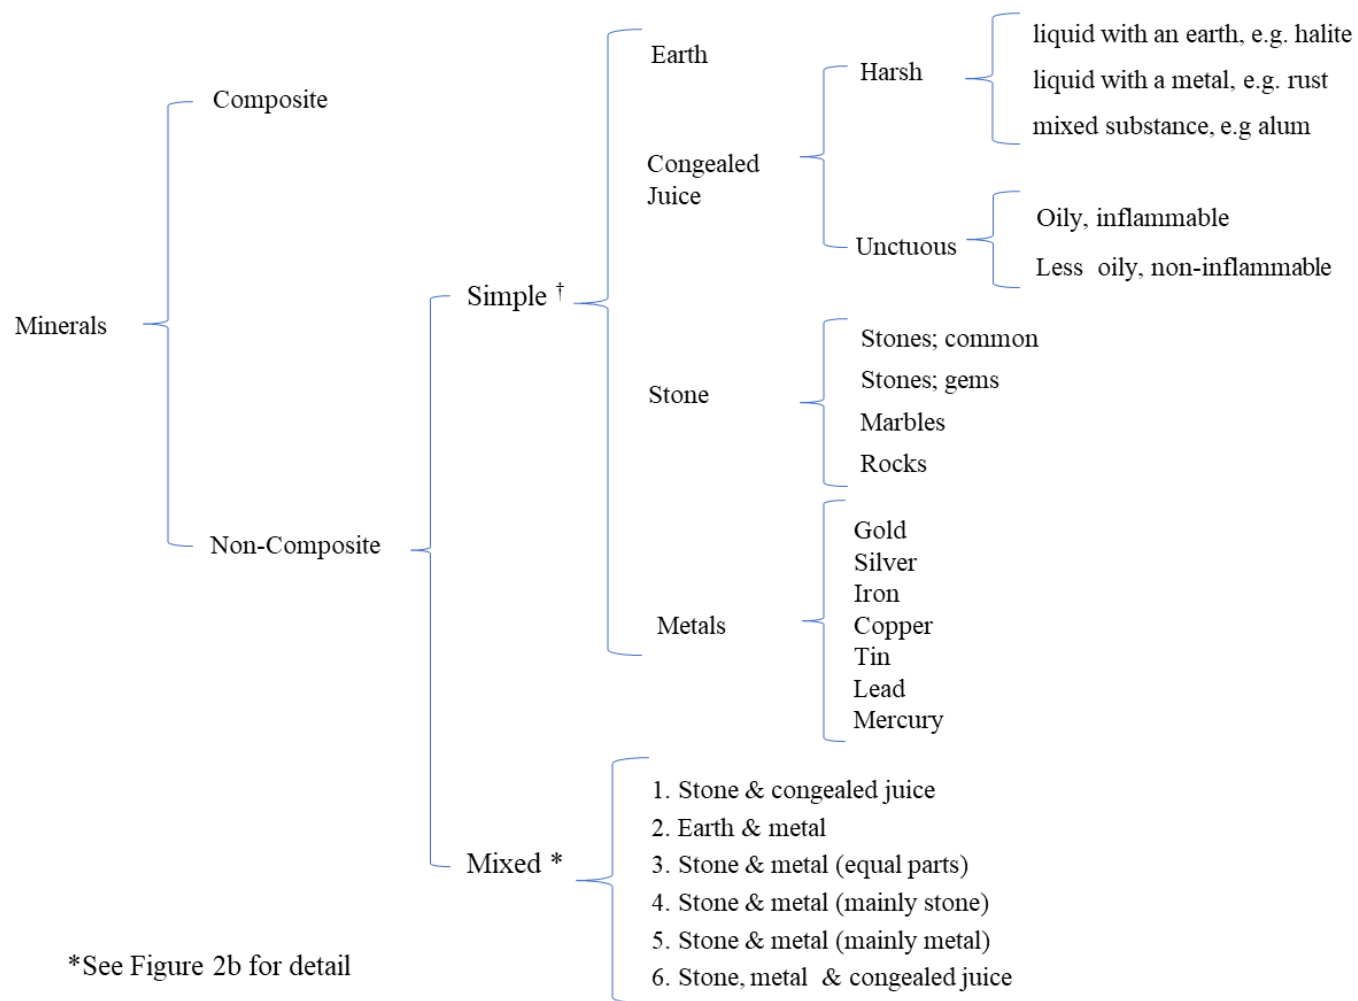 Minerals
Composite
Non-Composite
Simple †
Mixed *
Earth
Congealed
Juice
Stone
Metals
Harsh
Unctuous
liquid with an earth, e.g. halite
liquid with a metal, e.g. rust
mixed substance, e.g alum
Oily, inflammable
Less oily, non-inflammable
Stones; common
Stones; gems
Marbles
Rocks
Gold
Silver
Iron
Copper
Tin
Lead
Mercury
1. Stone & congealed juice
2. Earth & metal
3. Stone & metal (equal parts)
4. Stone & metal (mainly stone)
5. Stone & metal (mainly metal)
6. Stone, metal & congealed juice
*See Figure 2b for detail